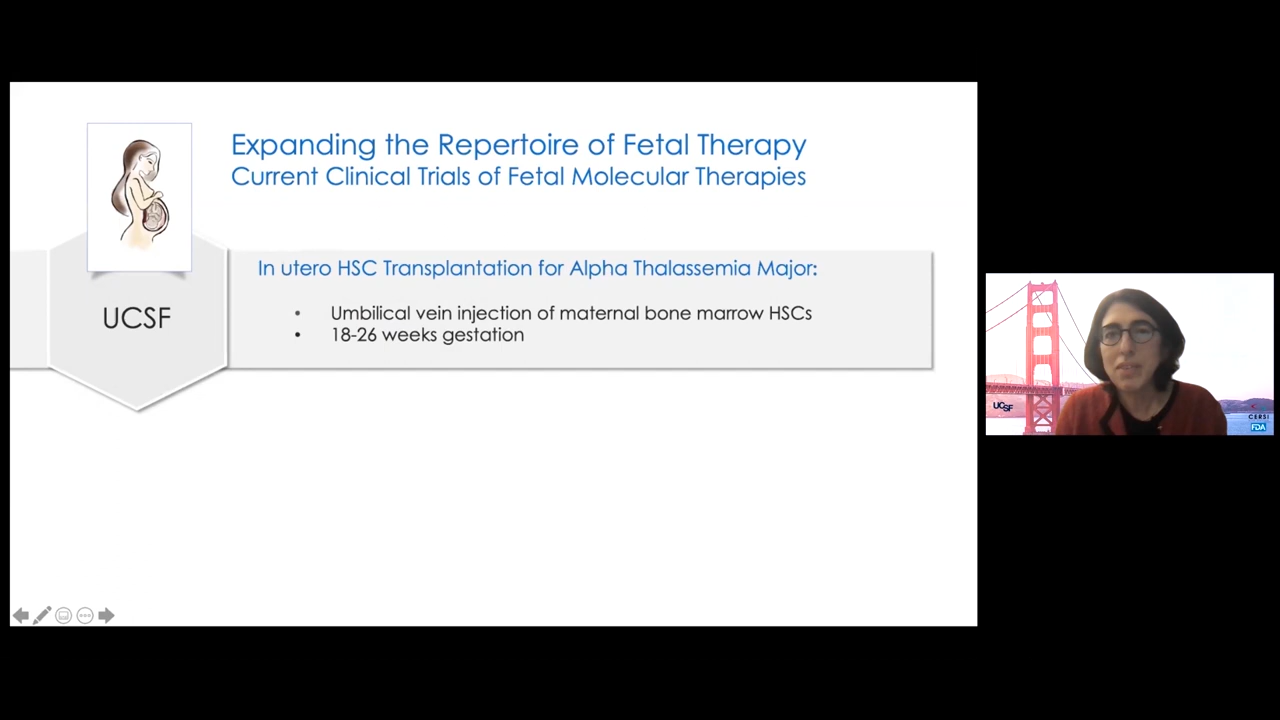 Expanding the Repertoire of Fetal Therapy
Current Clinical Trials of Fetal Molecular Therapies
In utero HSC Transplantation for Alpha Thalassemia Major:
UCSF
• Umbilical vein injection of maternal bone marrow HSCs
• 18-26 weeks gestation
UCSF
CERSI
FDA